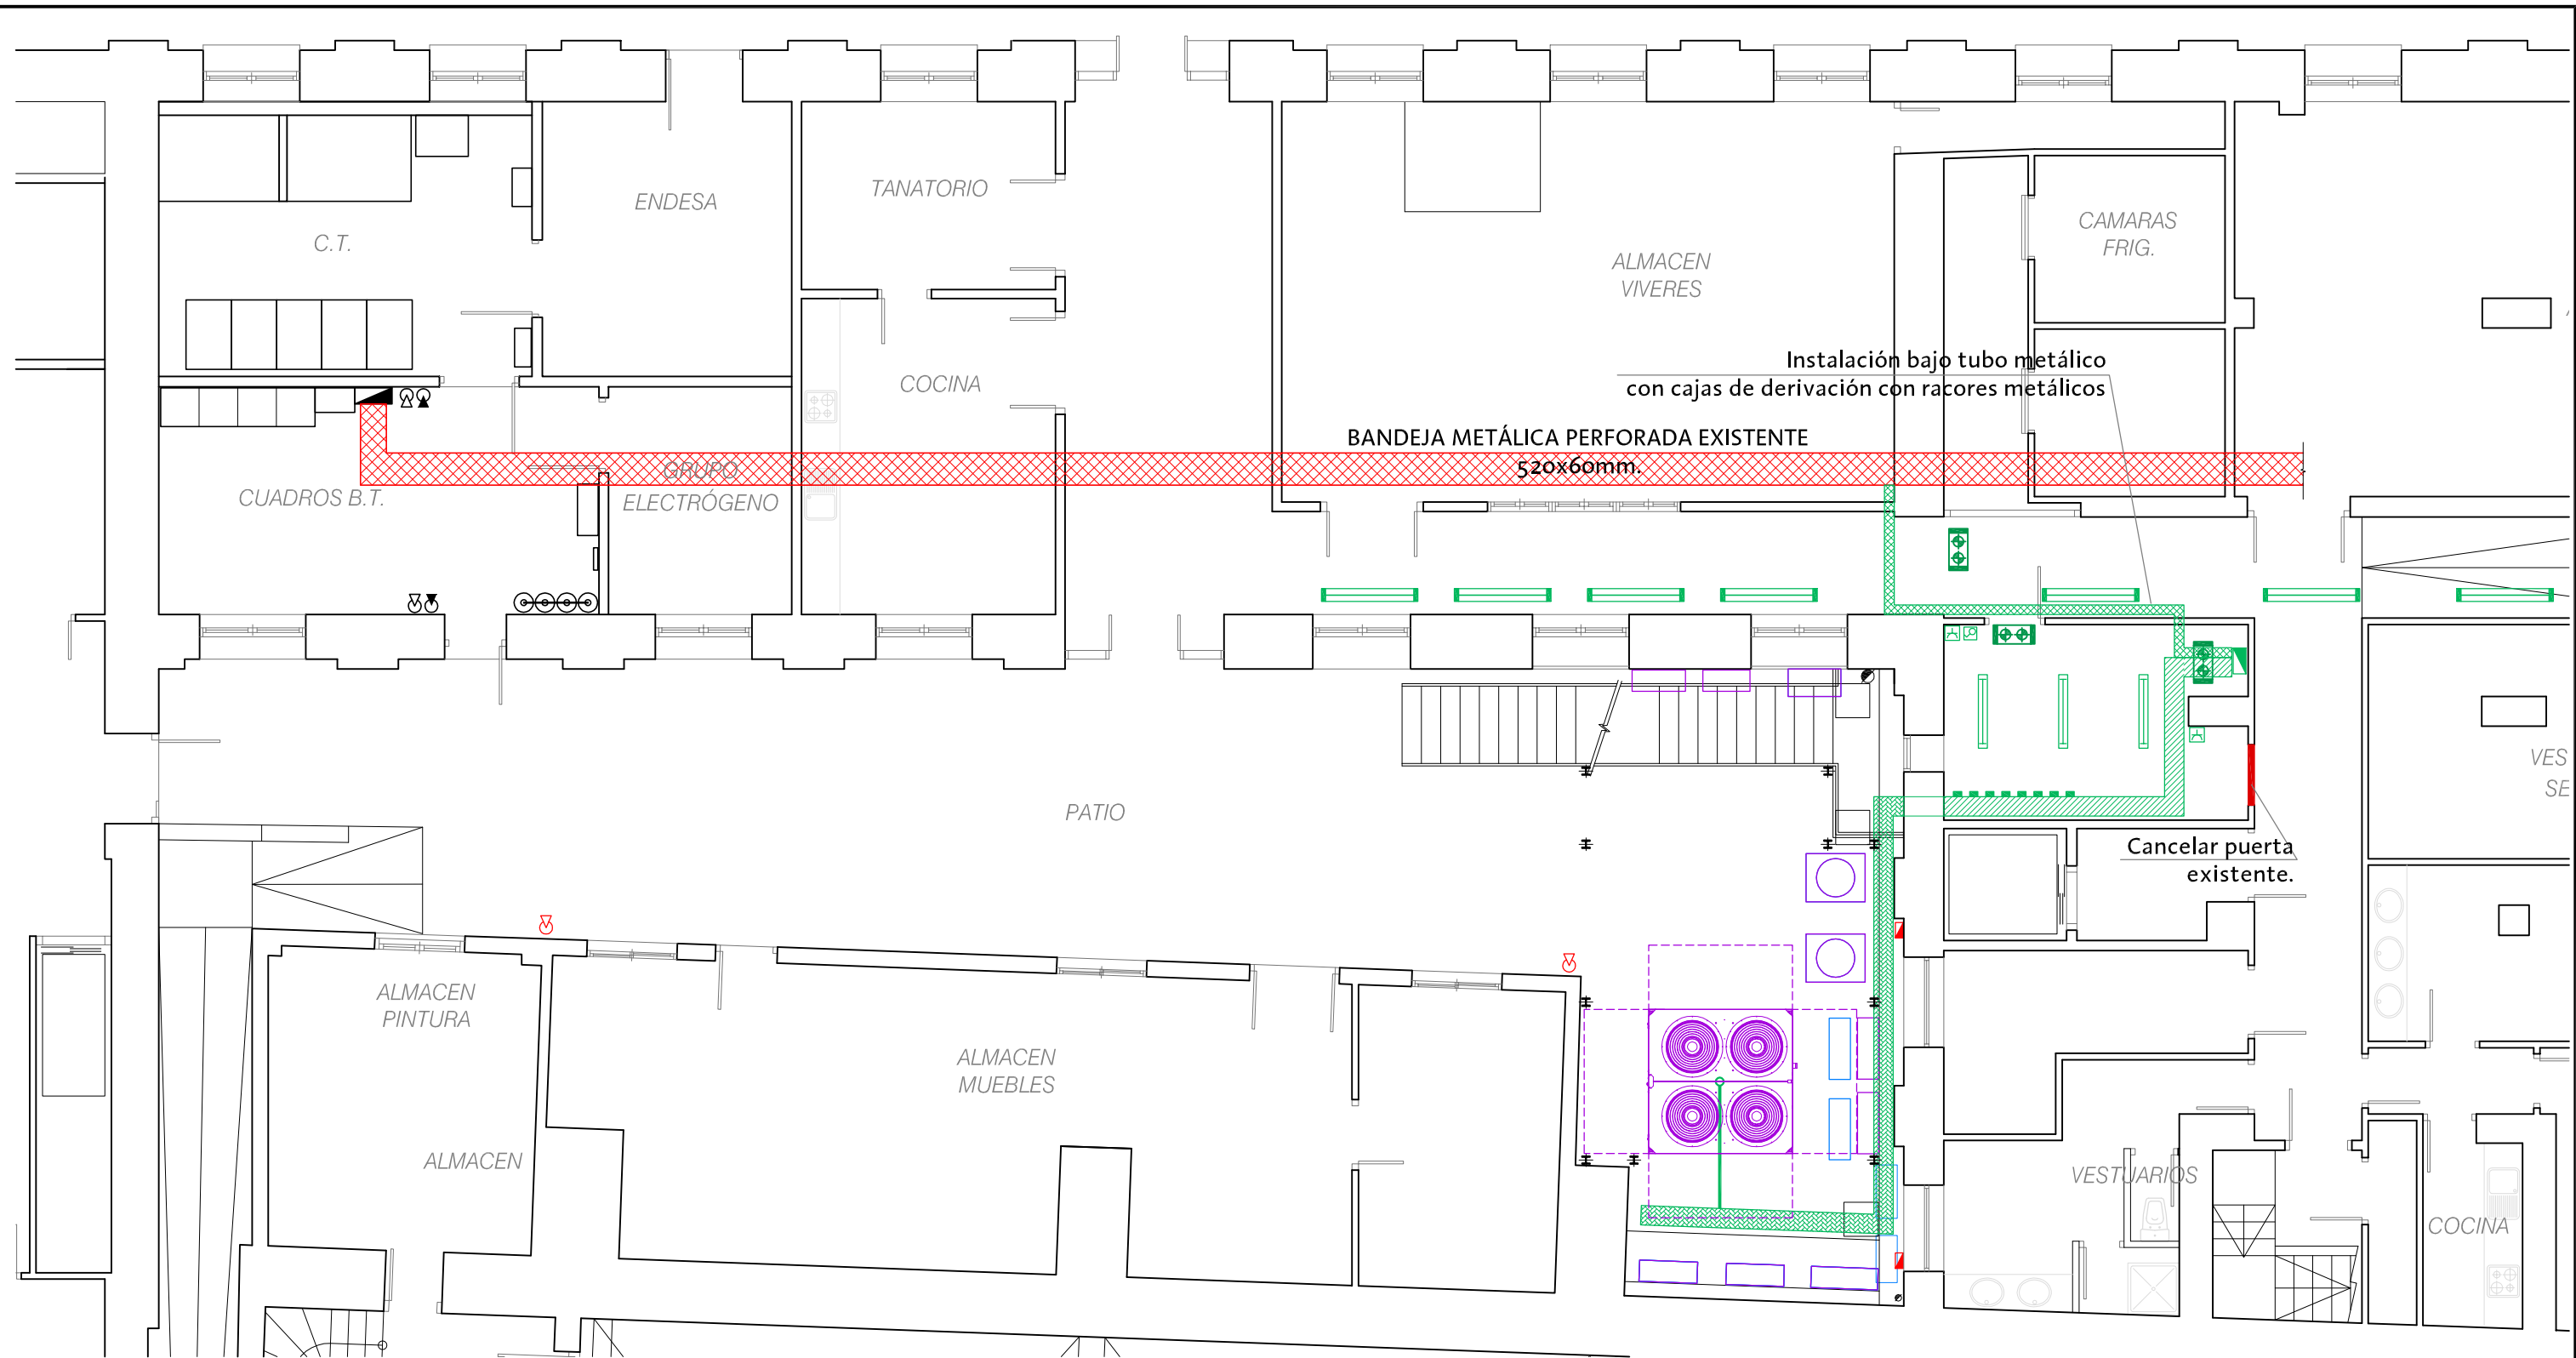 TANATORIO
ENDESA
C.T.
CAMARAS
FRIG.
ALMACEN
VIVERES
Instalación bajo tubo metálico
con cajas de derivación con racores metálicos
COCINA
BANDEJA METÁLICA PERFORADA EXISTENTE
520x60mm.
GRUPO
ELECTRÓGENO
CUADROS B.T.
VES
SE
PATIO
Cancelar puerta
existente.
ALMACEN
PINTURA
ALMACEN
MUEBLES
ALMACEN
VESTUARIOS
COCINA